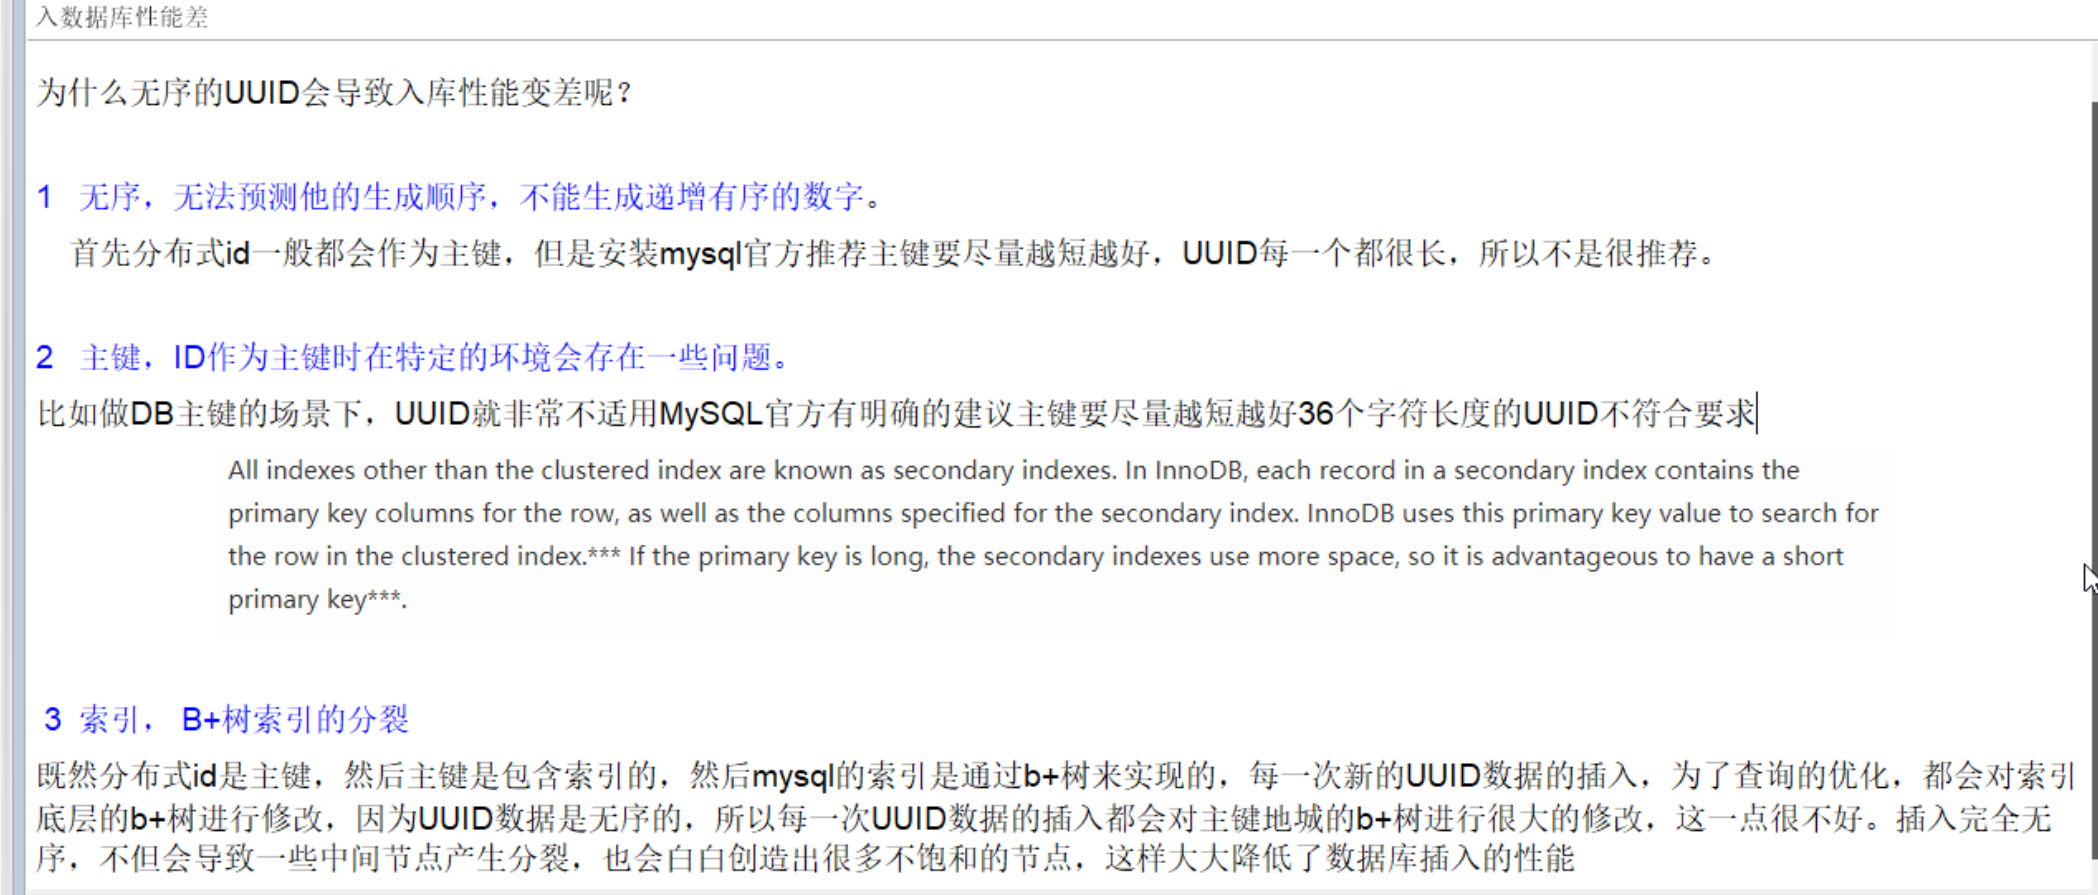 入数据库性能差
为什么无序的UUID会导致入库性能变差呢？
1 无序，无法预测他的生成顺序，不能生成递增有序的数字。
首先分布式id一般都会作为主键，但是安装mysql官方推荐主键要尽量越短越好，UUID每一个都很长，所以不是很推荐。
2 主键，ID作为主键时在特定的环境会存在一些问题。
比如做DB主键的场景下，UUID就非常不适用MySQL官方有明确的建议主键要尽量越短越好36个字符长度的UUID不符合要求
All indexes other than the clustered index are known as secondary indexes. In InnoDB, each record in a secondary index contains the
primary key columns for the row, as well as the columns specified for the secondary index. InnoDB uses this primary key value to search for
the row in the clustered index.*** If the primary key is long, the secondary indexes use more space, so it is advantageous to have a short
primary key***.
3 索引， B+树索引的分裂
既然分布式id是主键，然后主键是包含索引的，然后mysql的索引是通过b+树来实现的，每一次新的UUID数据的插入，为了查询的优化，都会对索引
底层的b+树进行修改，因为UUID数据是无序的，所以每一次UUID数据的插入都会对主键地城的b+树进行很大的修改，这一点很不好。插入完全无
序，不但会导致一些中间节点产生分裂，也会白白创造出很多不饱和的节点，这样大大降低了数据库插入的性能